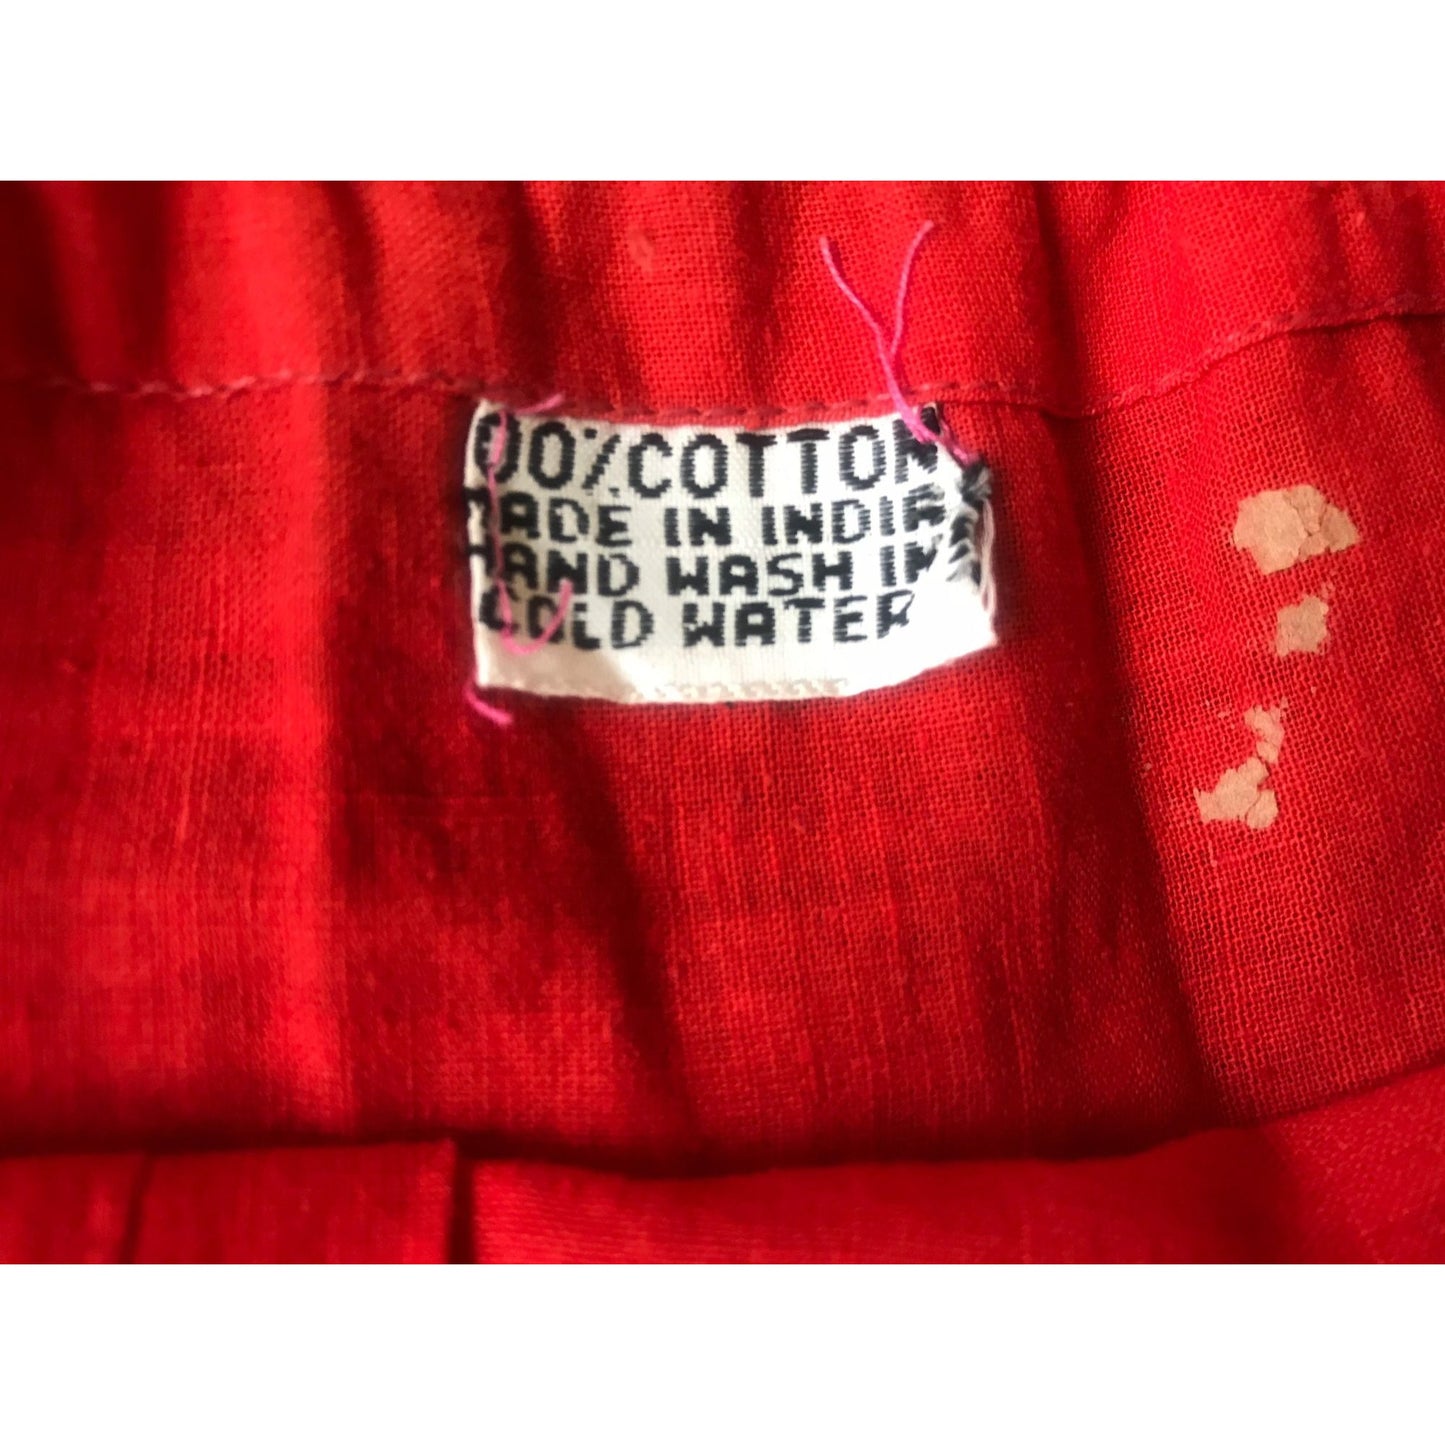 00%COTTON
MADE IN INDIA
HAND WASH IN
COLD WATER